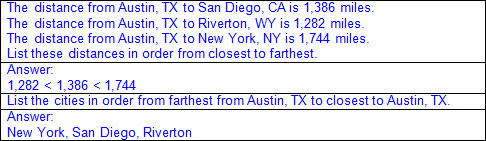 The distance from Austin, TX to San Diego, CA is 1,386 miles.
The distance from Austin, TX to Riverton, WY is 1,282 miles.
The distance from Austin, TX to New York, NY is 1,744 miles.
List these distances in order from closest to farthest.
Answer:
1,282 < 1,386 < 1,744
List the cities in order from farthest from Austin, TX to closest to Austin, TX.
Answer:
New York, San Diego, Riverton